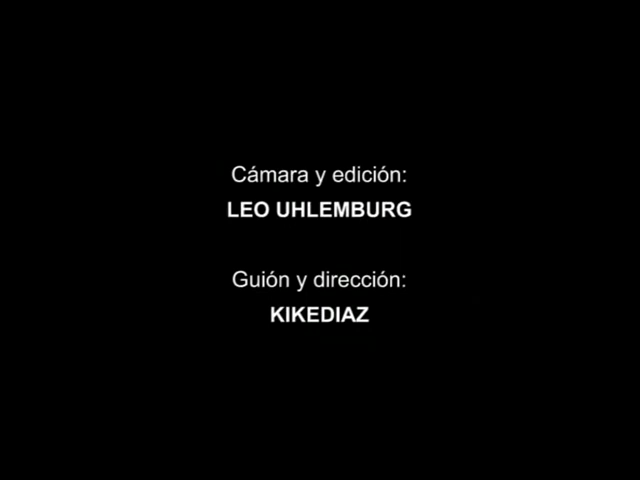 Cámara y edición:
LEO UHLEMBURG
Guión y dirección:
KIKEDIAZ